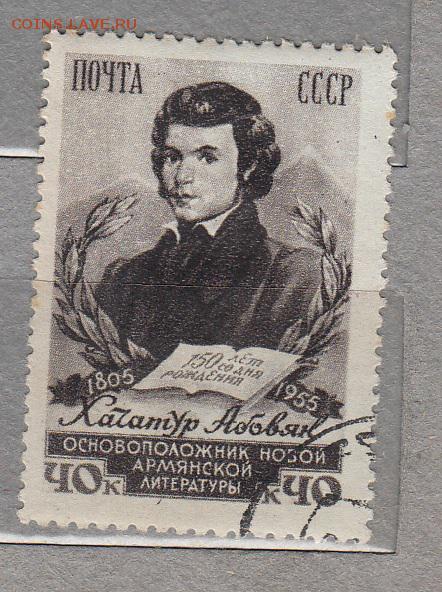 COINS.LAVE.RU
ПОЧТА СССР
150 ЛЕТ
СО ДНЯ
РОЖДЕНИЯ
1805 1955
Хачатур Абовян
ОСНОВОПОЛОЖНИК НОВОЙ
АРМЯНСКОЙ
ЛИТЕРАТУРЫ
40к к40